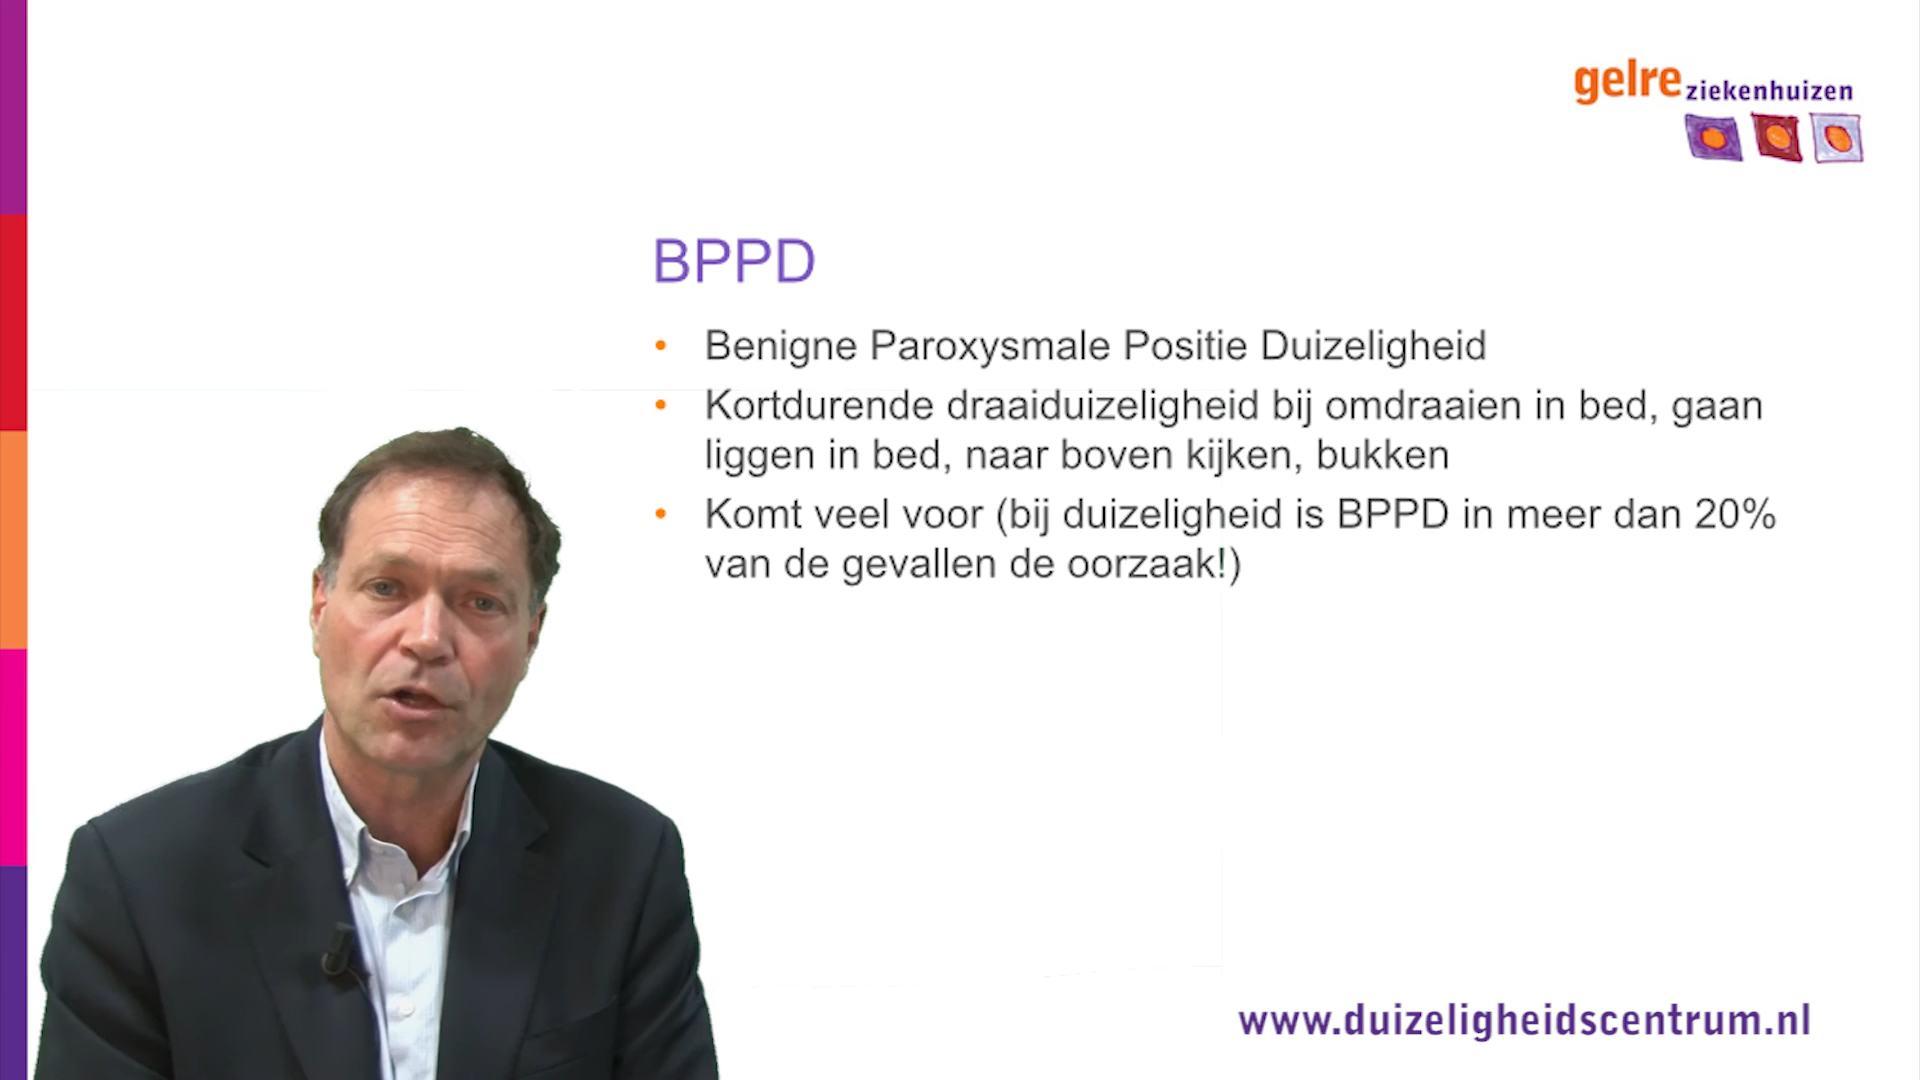 gelre ziekenhuizen
BPPD
• Benigne Paroxysmale Positie Duizeligheid
• Kortdurende draaiduizeligheid bij omdraaien in bed, gaan
liggen in bed, naar boven kijken, bukken
• Komt veel voor (bij duizeligheid is BPPD in meer dan 20%
van de gevallen de oorzaak!)
www.duizeligheidscentrum.nl